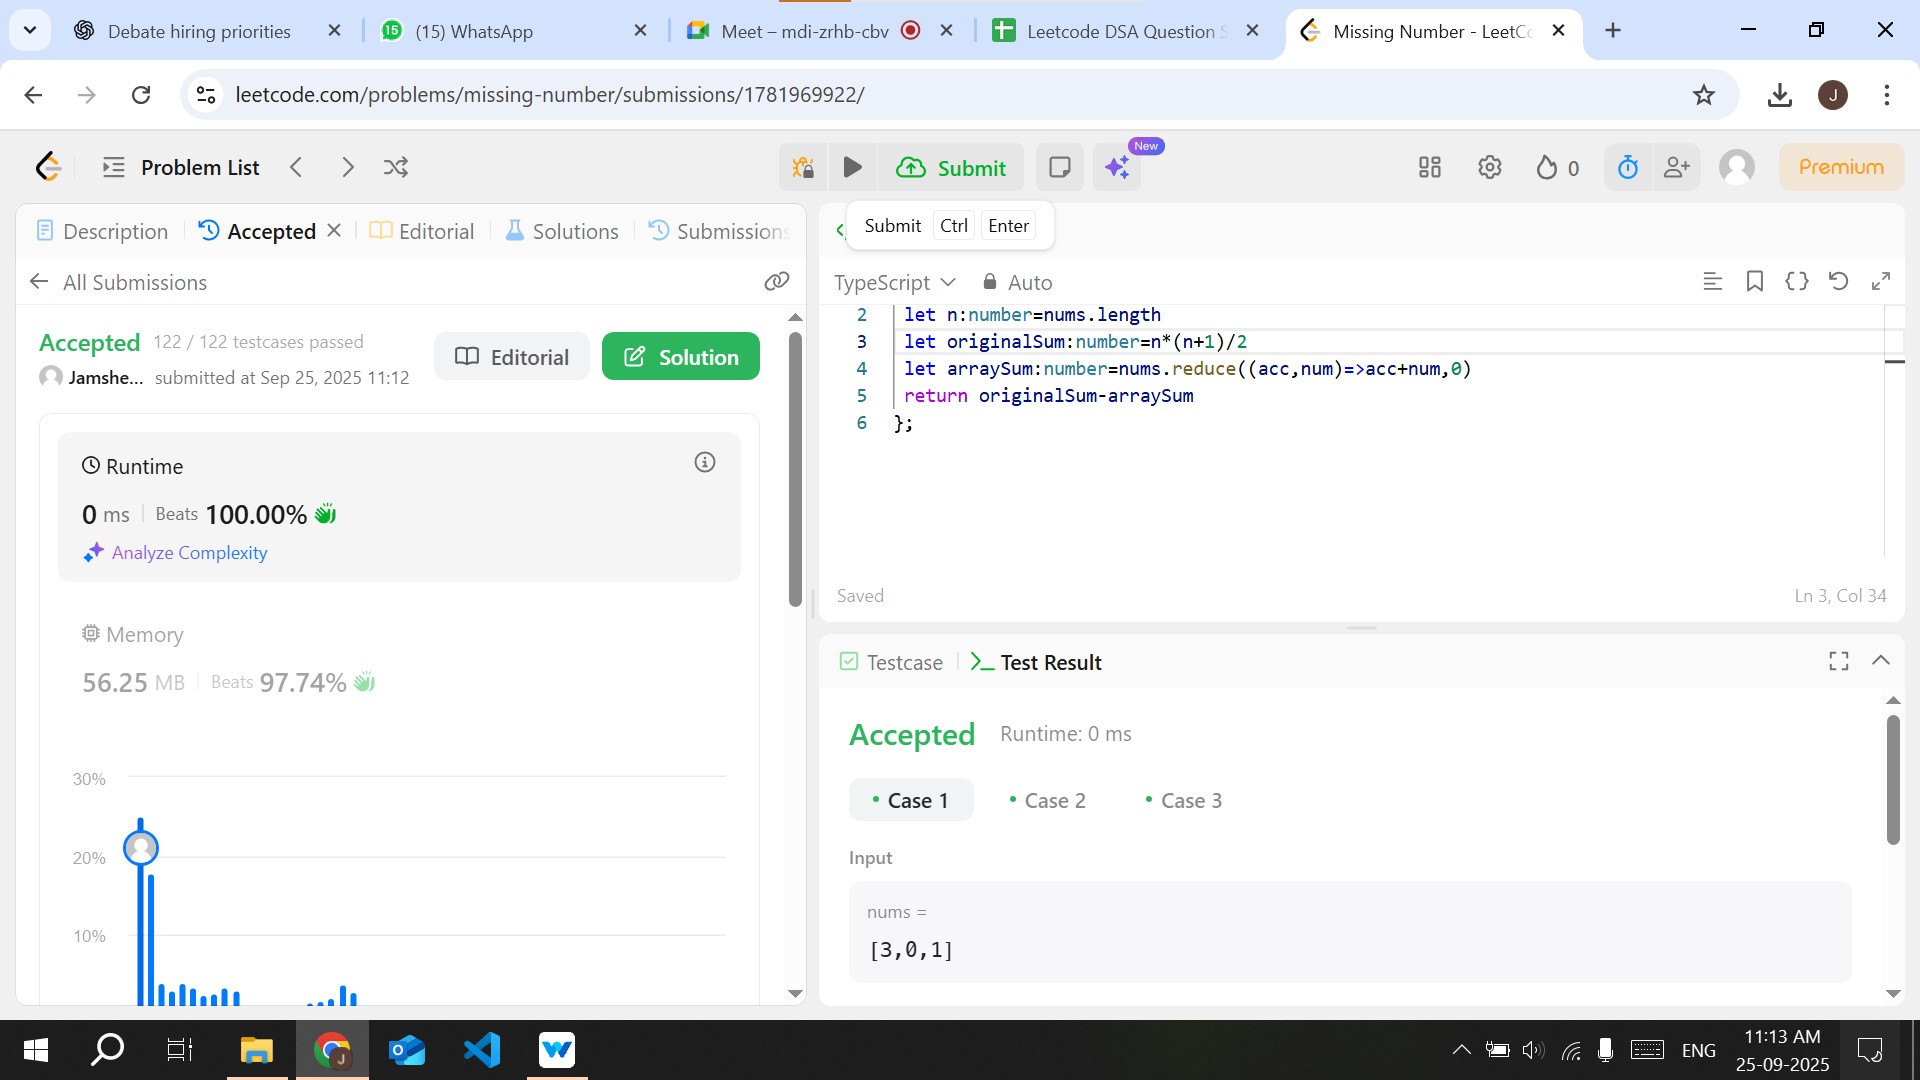 Debate hiring priorities
15
(15) WhatsApp
Meet – mdi-zrhb-cbv
Leetcode DSA Question
Missing Number - LeetC
leetcode.com/problems/missing-number/submissions/1781969922/
J
Problem List
Submit
New
0
Premium
Description
Accepted
Editorial
Solutions
Submissions
Submit Ctrl Enter
All Submissions
TypeScript
Auto
Accepted 122 / 122 testcases passed
Jamshe... submitted at Sep 25, 2025 11:12
Editorial
Solution
Runtime
0 ms Beats 100.00%
Analyze Complexity
Memory
56.25 MB Beats 97.74%
30%
20%
10%
2 let n:number=nums.length
3 let originalSum:number=n*(n+1)/2
4 let arraySum:number=nums.reduce((acc,num)=>acc+num,0)
5 return originalSum-arraySum
6 };
Saved
Ln 3, Col 34
Testcase
Test Result
Accepted Runtime: 0 ms
Case 1
Case 2
Case 3
Input
nums =
[3,0,1]
J
ENG
11:13 AM
25-09-2025